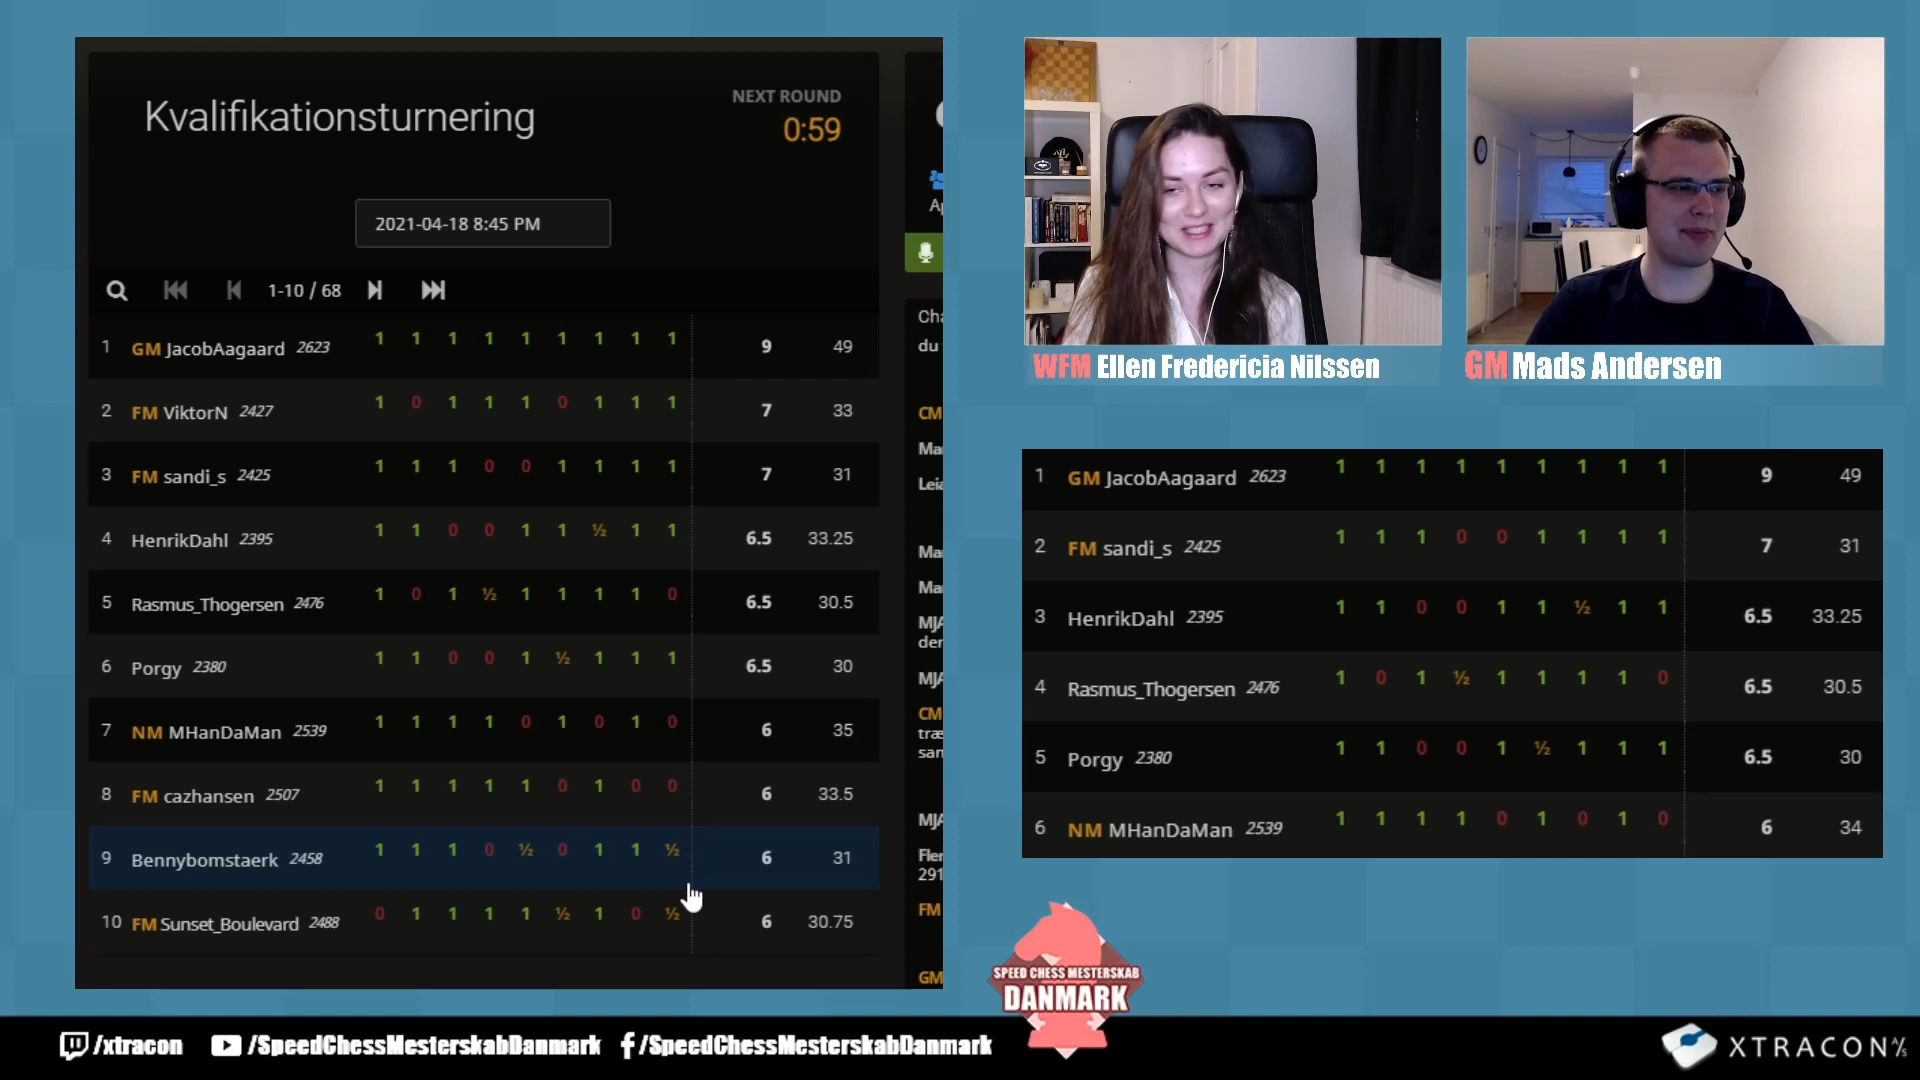 Kvalifikationsturnering
NEXT ROUND
0:59
2021-04-18 8:45 PM
1-10 / 68
1 GM JacobAagaard 2623 1 1 1 1 1 1 1 1 1 9 49
2 FM ViktorN 2427 1 0 1 1 1 0 1 1 1 7 33
3 FM sandi_s 2425 1 1 1 0 0 1 1 1 1 7 31
4 HenrikDahl 2395 1 1 0 0 1 1 ½ 1 1 6.5 33.25
5 Rasmus_Thogersen 2476 1 0 1 ½ 1 1 1 1 0 6.5 30.5
6 Porgy 2380 1 1 0 0 1 ½ 1 1 1 6.5 30
7 NM MHanDaMan 2539 1 1 1 1 0 1 0 1 0 6 35
8 FM cazhansen 2507 1 1 1 1 1 0 1 0 0 6 33.5
9 Bennybomstaerk 2458 1 1 1 0 ½ 0 1 1 ½ 6 31
10 FM Sunset_Boulevard 2488 0 1 1 1 1 ½ 1 0 ½ 6 30.75
du
CM
291
FM
GM
WFM Ellen Fredericia Nilssen
GM Mads Andersen
1 GM JacobAagaard 2623 1 1 1 1 1 1 1 1 1 9 49
2 FM sandi_s 2425 1 1 1 0 0 1 1 1 1 7 31
3 HenrikDahl 2395 1 1 0 0 1 1 ½ 1 1 6.5 33.25
4 Rasmus_Thogersen 2476 1 0 1 ½ 1 1 1 1 0 6.5 30.5
5 Porgy 2380 1 1 0 0 1 ½ 1 1 1 6.5 30
6 NM MHanDaMan 2539 1 1 1 1 0 1 0 1 0 6 34
SPEED CHESS MESTERSKAB
DANMARK
/xtracon
/SpeedChessMesterskabDanmark
/SpeedChessMesterskabDanmark
XTRACON A/S